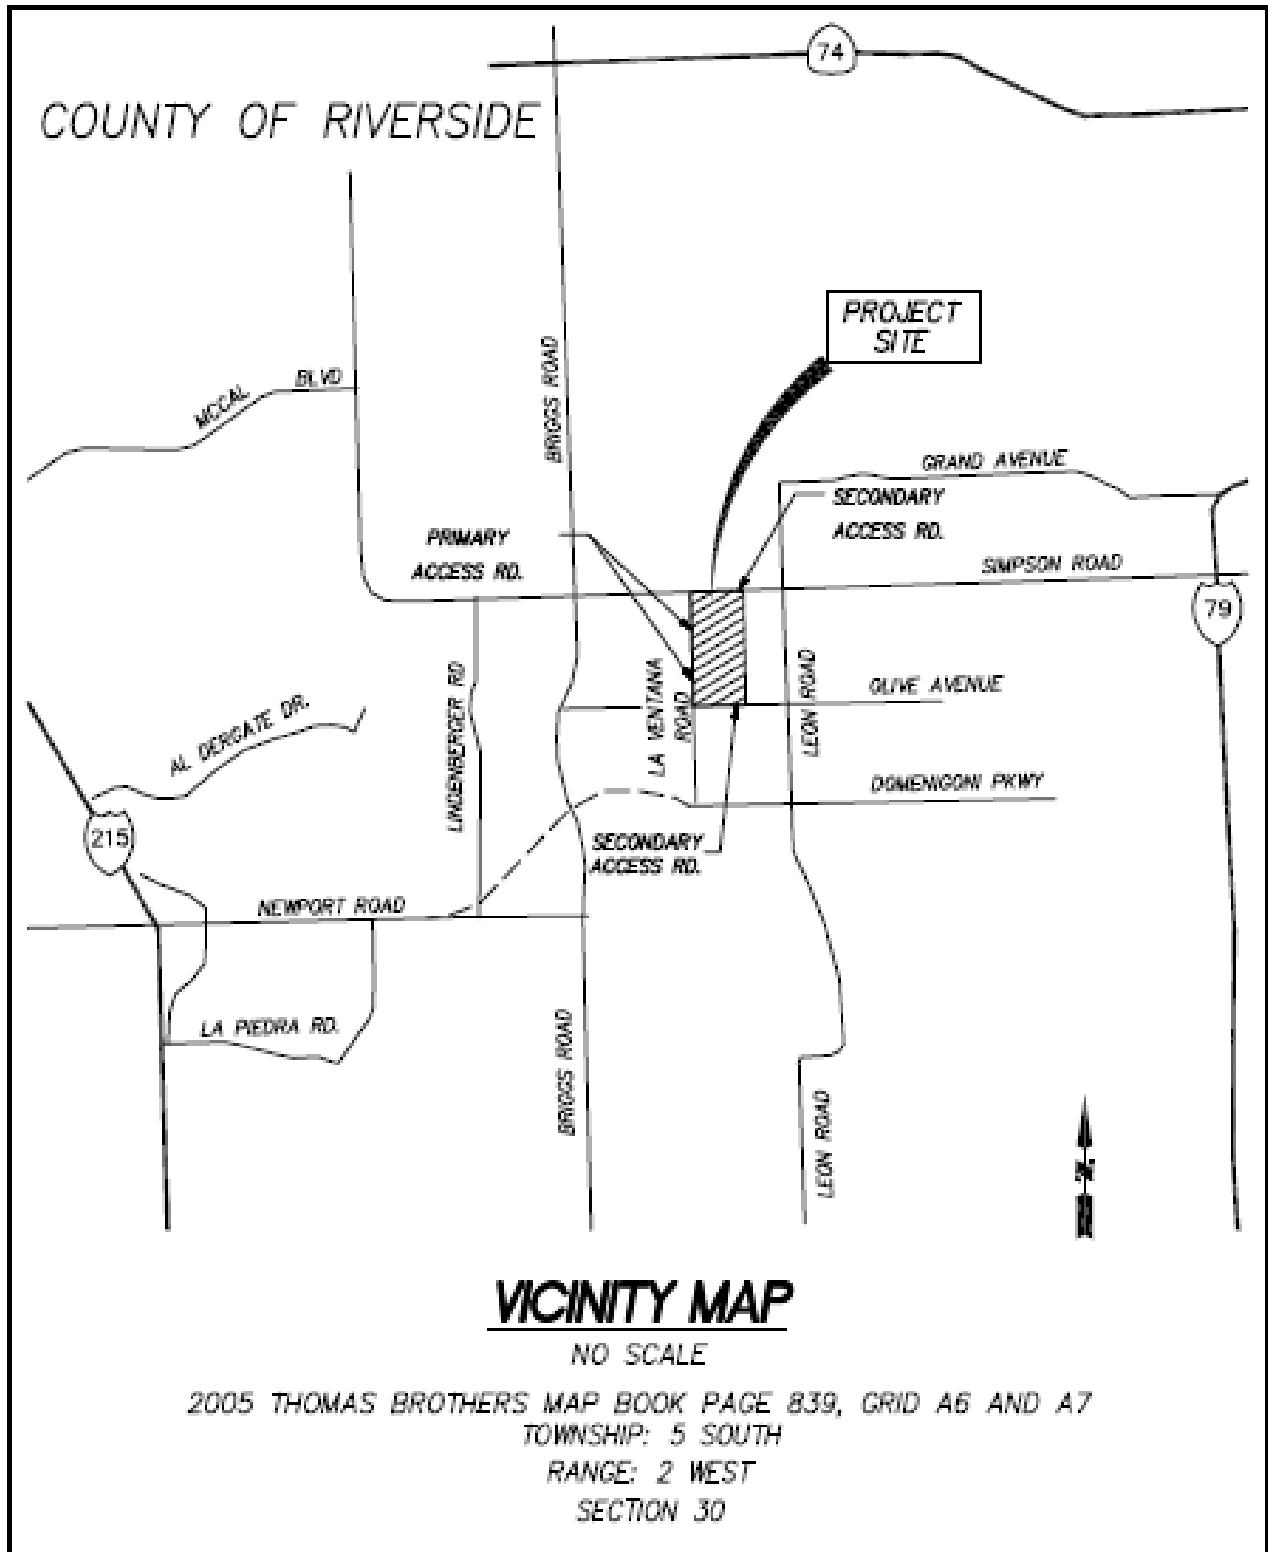 74
COUNTY OF RIVERSIDE
PROJECT
SITE
BRIGGS ROAD
MCCAL BLVD
GRAND AVENUE
SECONDARY
ACCESS RD.
PRIMARY
ACCESS RD.
SIMPSON ROAD
79
LINDENBERGER RD
LA VENTANA
ROAD
LEON ROAD
OLIVE AVENUE
AL DERGATE DR.
DOMENIGONI PKWY
215
SECONDARY
ACCESS RD.
NEWPORT ROAD
LA PIEDRA RD.
BRIGGS ROAD
LEON ROAD
N.
VICINITY MAP
NO SCALE
2005 THOMAS BROTHERS MAP BOOK PAGE 839, GRID A6 AND A7
TOWNSHIP: 5 SOUTH
RANGE: 2 WEST
SECTION 30